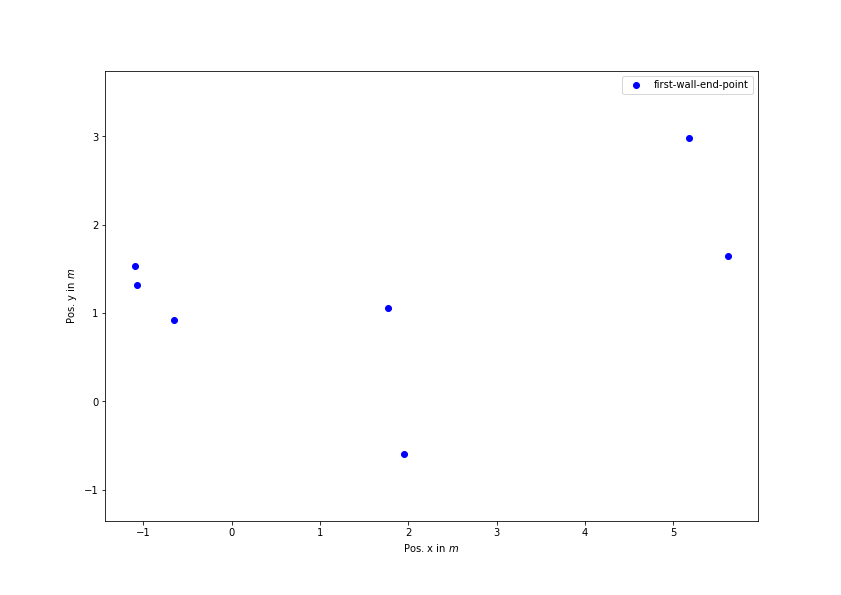 first-wall-end-point
3
2
1
0
−1
Pos. y in m
−1 0 1 2 3 4 5
Pos. x in m